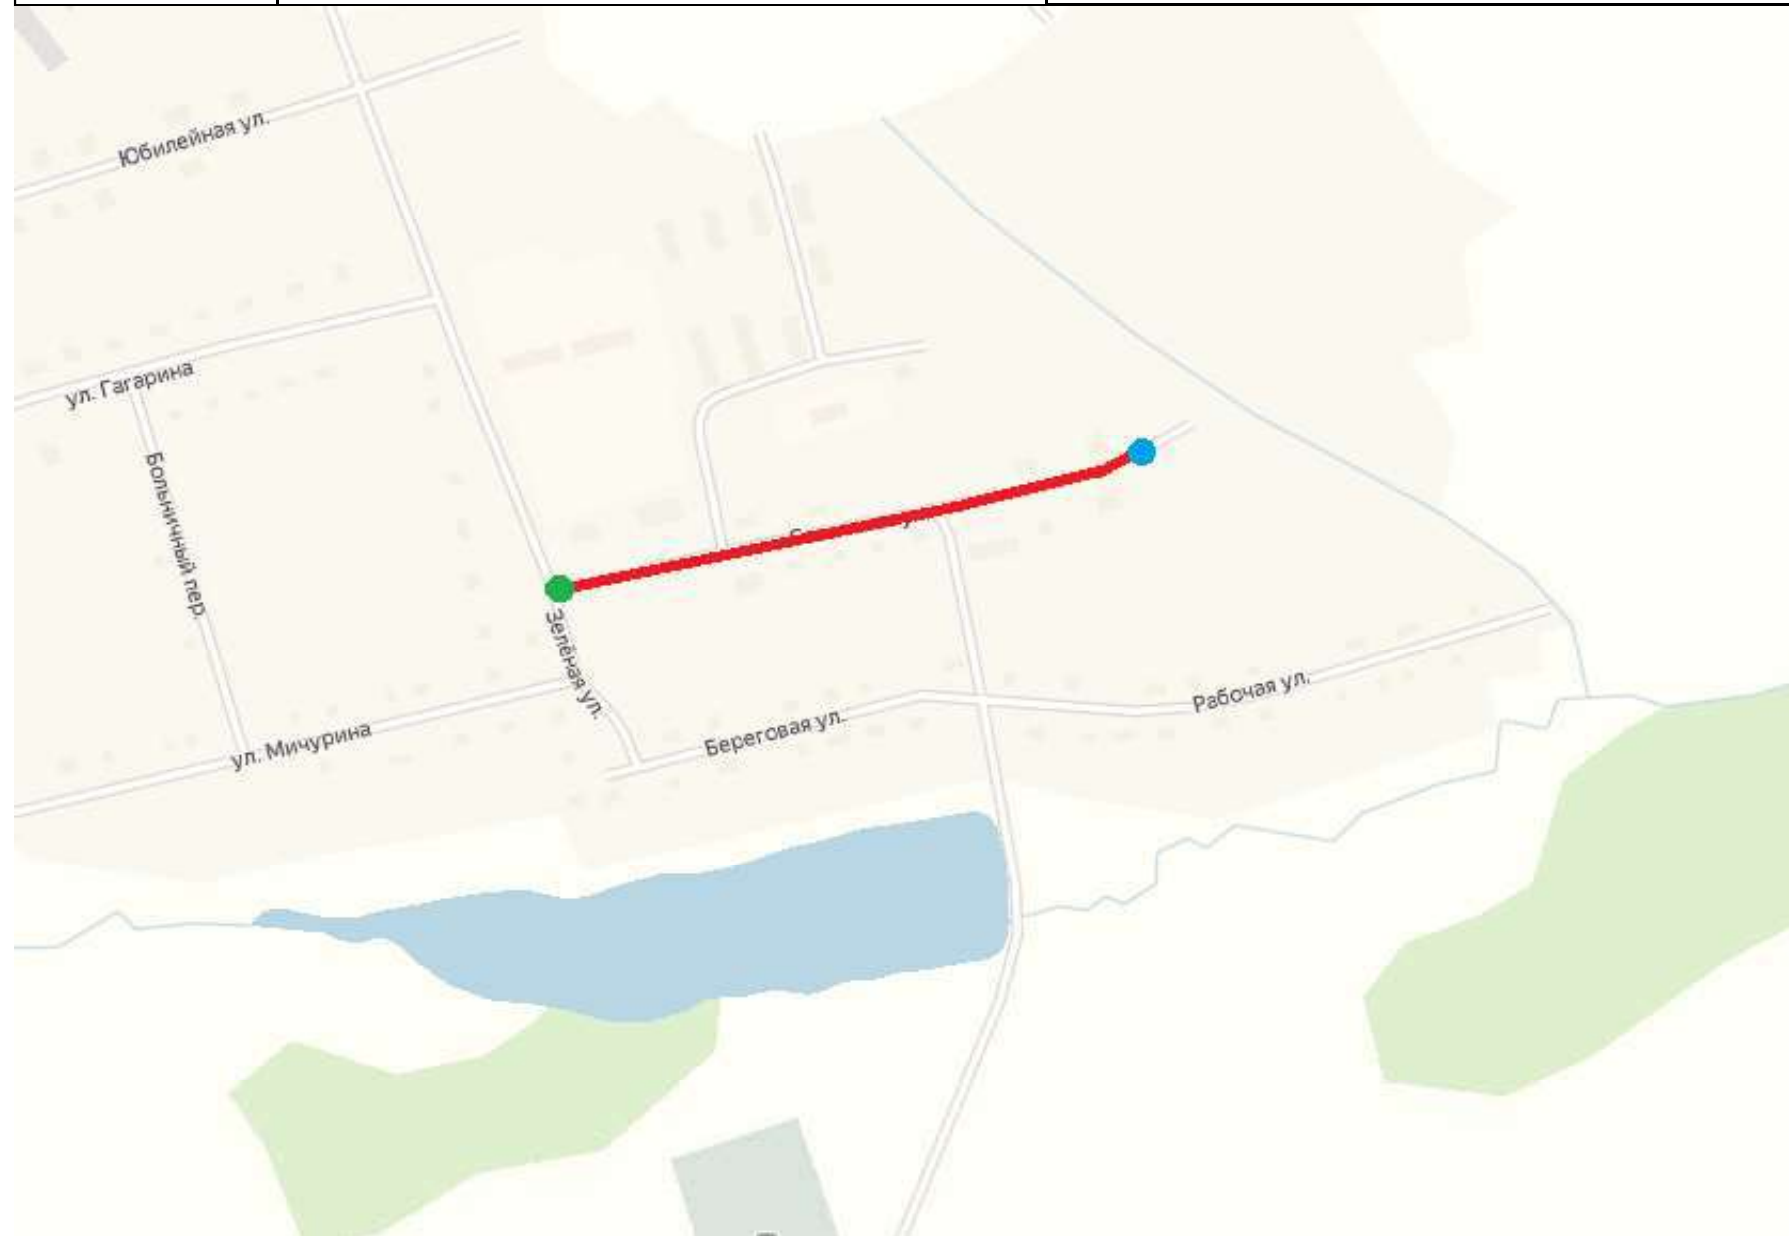 Юбилейная ул.
ул. Гагарина
Больничный пер.
Зелёная ул.
ул. Мичурина
Береговая ул.
Рабочая ул.